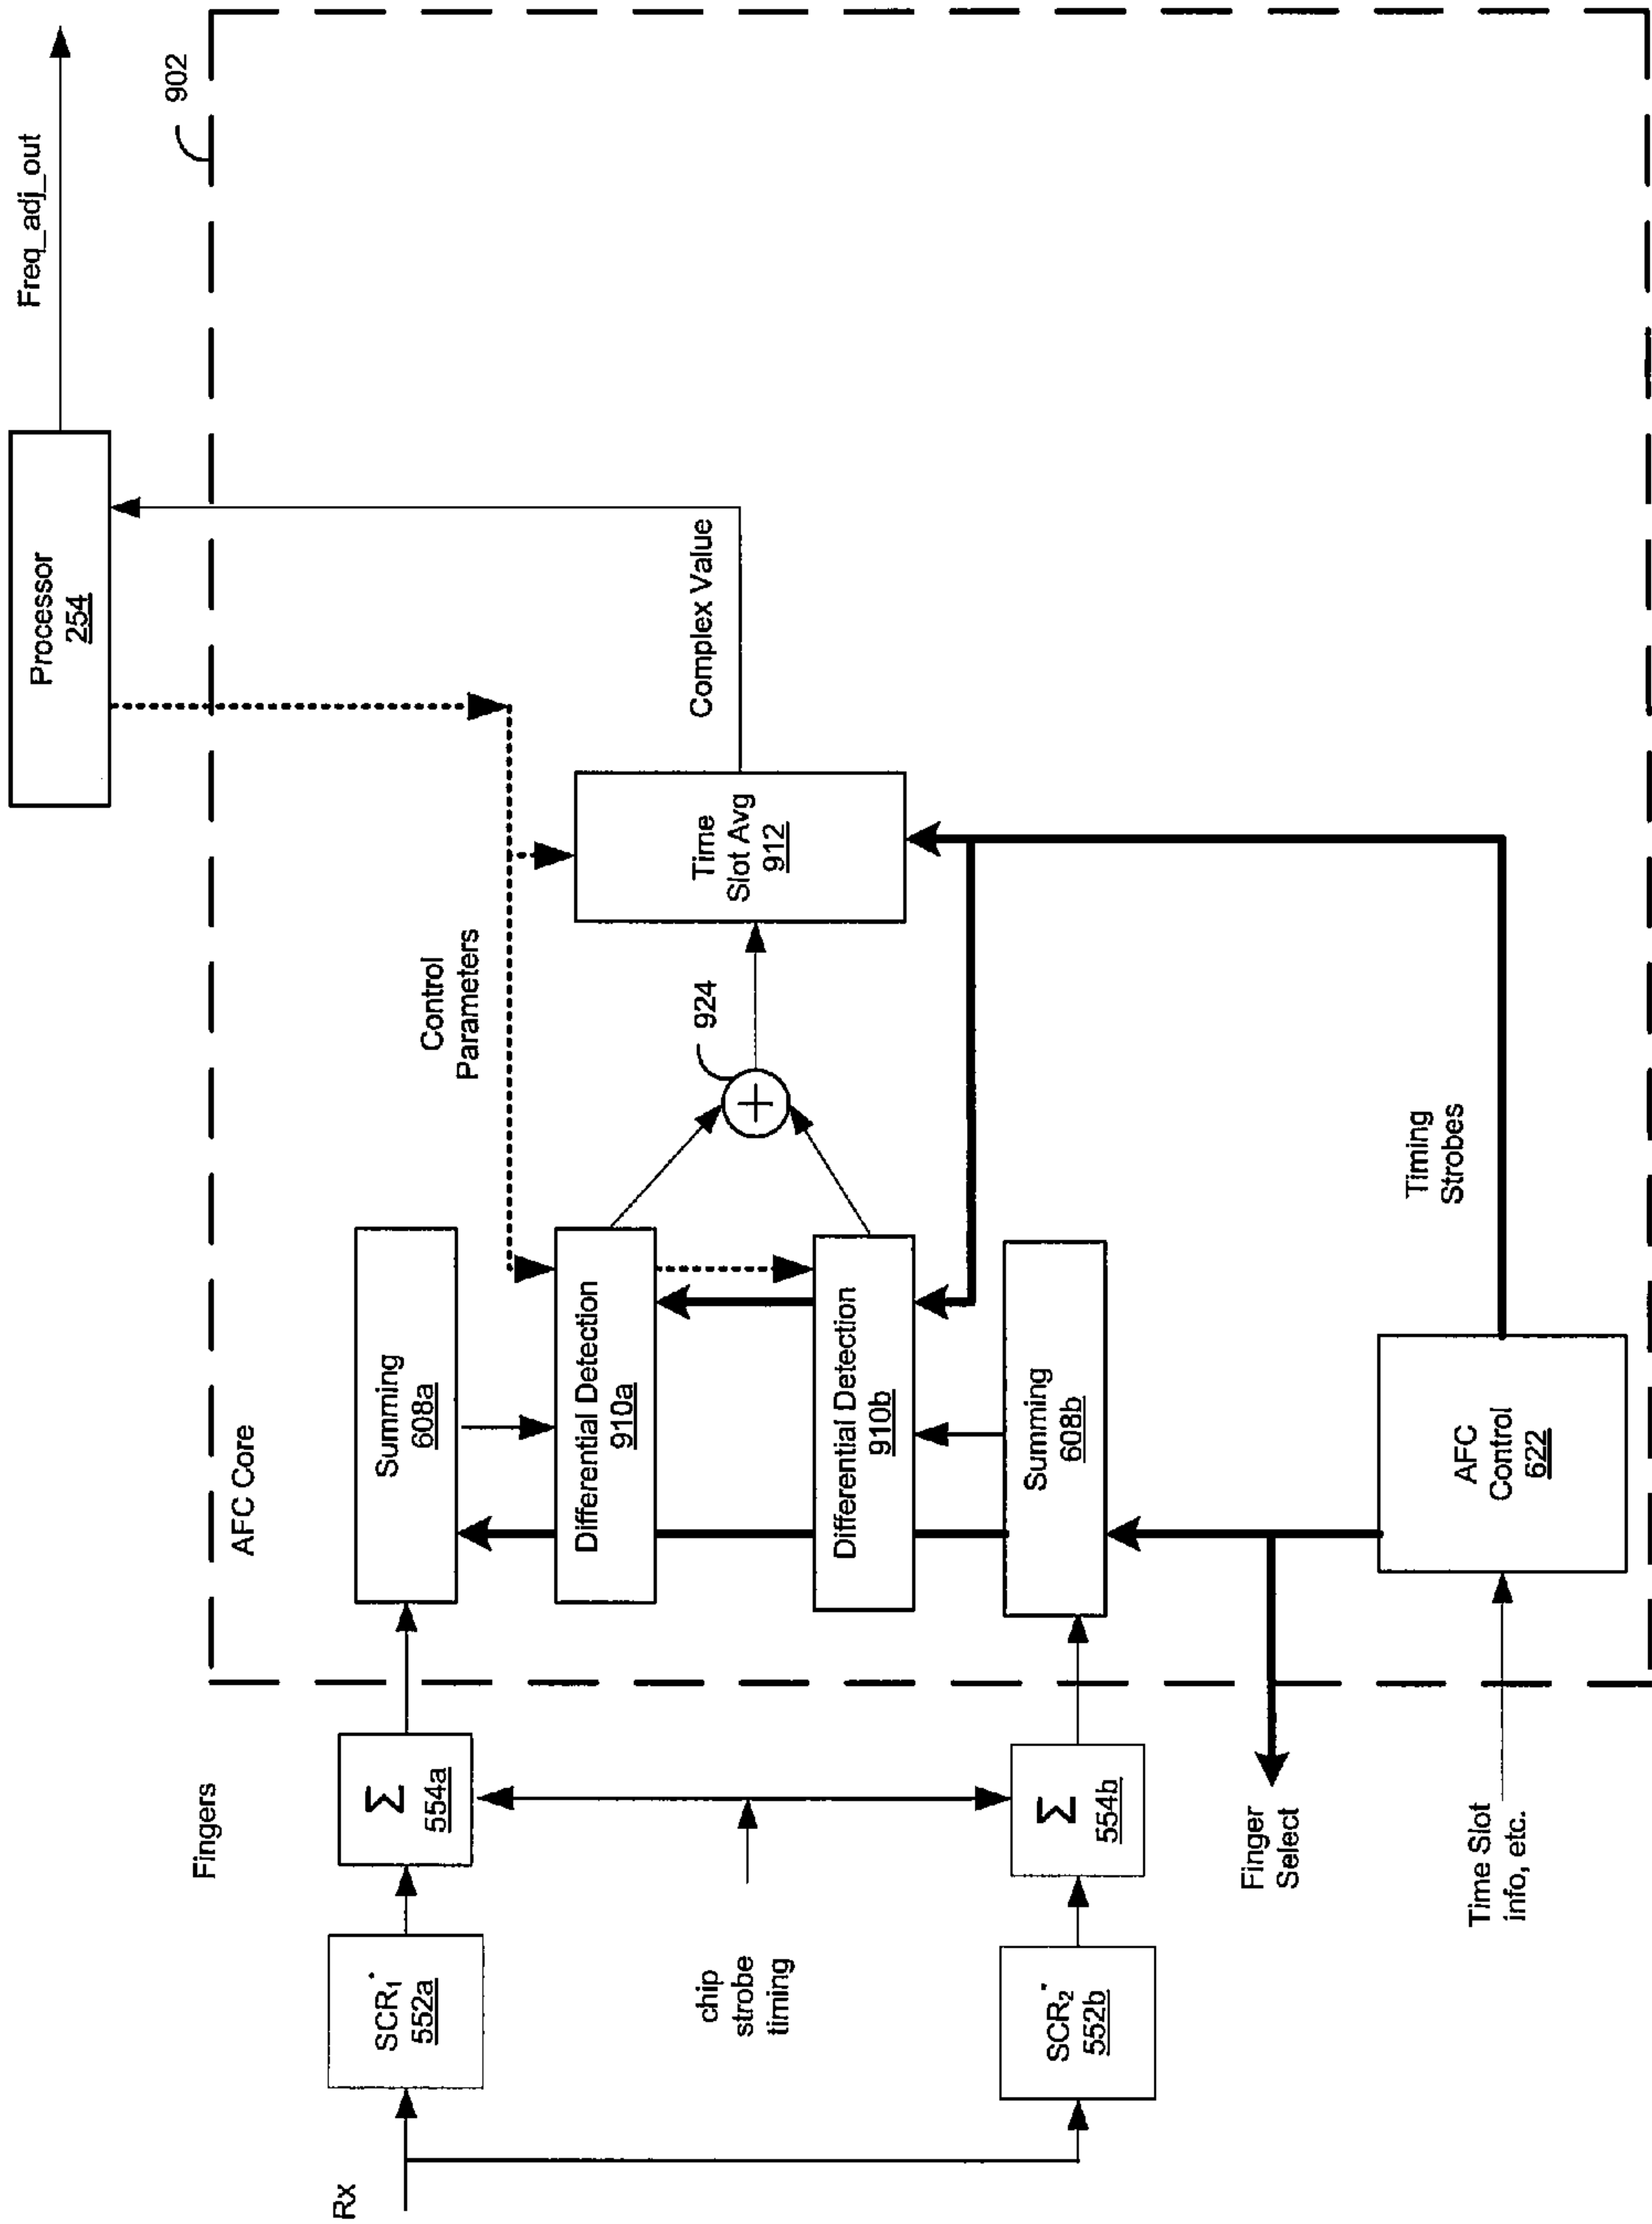 Rx
SCR1*
552a
Σ
554a
Fingers
chip
strobe
timing
SCR2*
552b
Σ
554b
Finger
Select
Time Slot
info, etc.
AFC Core
Summing
608a
Differential Detection
910a
Differential Detection
910b
Summing
608b
AFC
Control
622
Timing
Strobes
Control
Parameters
+
924
Time
Slot Avg
912
Complex Value
Processor
254
Freq_adj_out
902